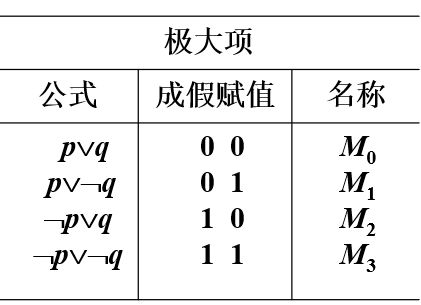 极大项
公式 成假赋值 名称
p∨q 0 0 M₀
p∨¬q 0 1 M₁
¬p∨q 1 0 M₂
¬p∨¬q 1 1 M₃